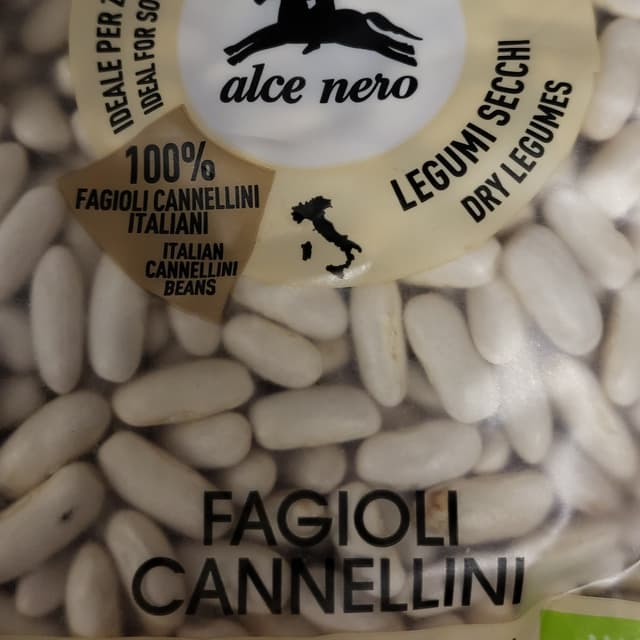 IDEALE PER
IDEAL FOR
alce nero
LEGUMI SECCHI
DRY LEGUMES
100%
FAGIOLI CANNELLINI
ITALIANI
ITALIAN
CANNELLINI
BEANS
FAGIOLI
CANNELLINI